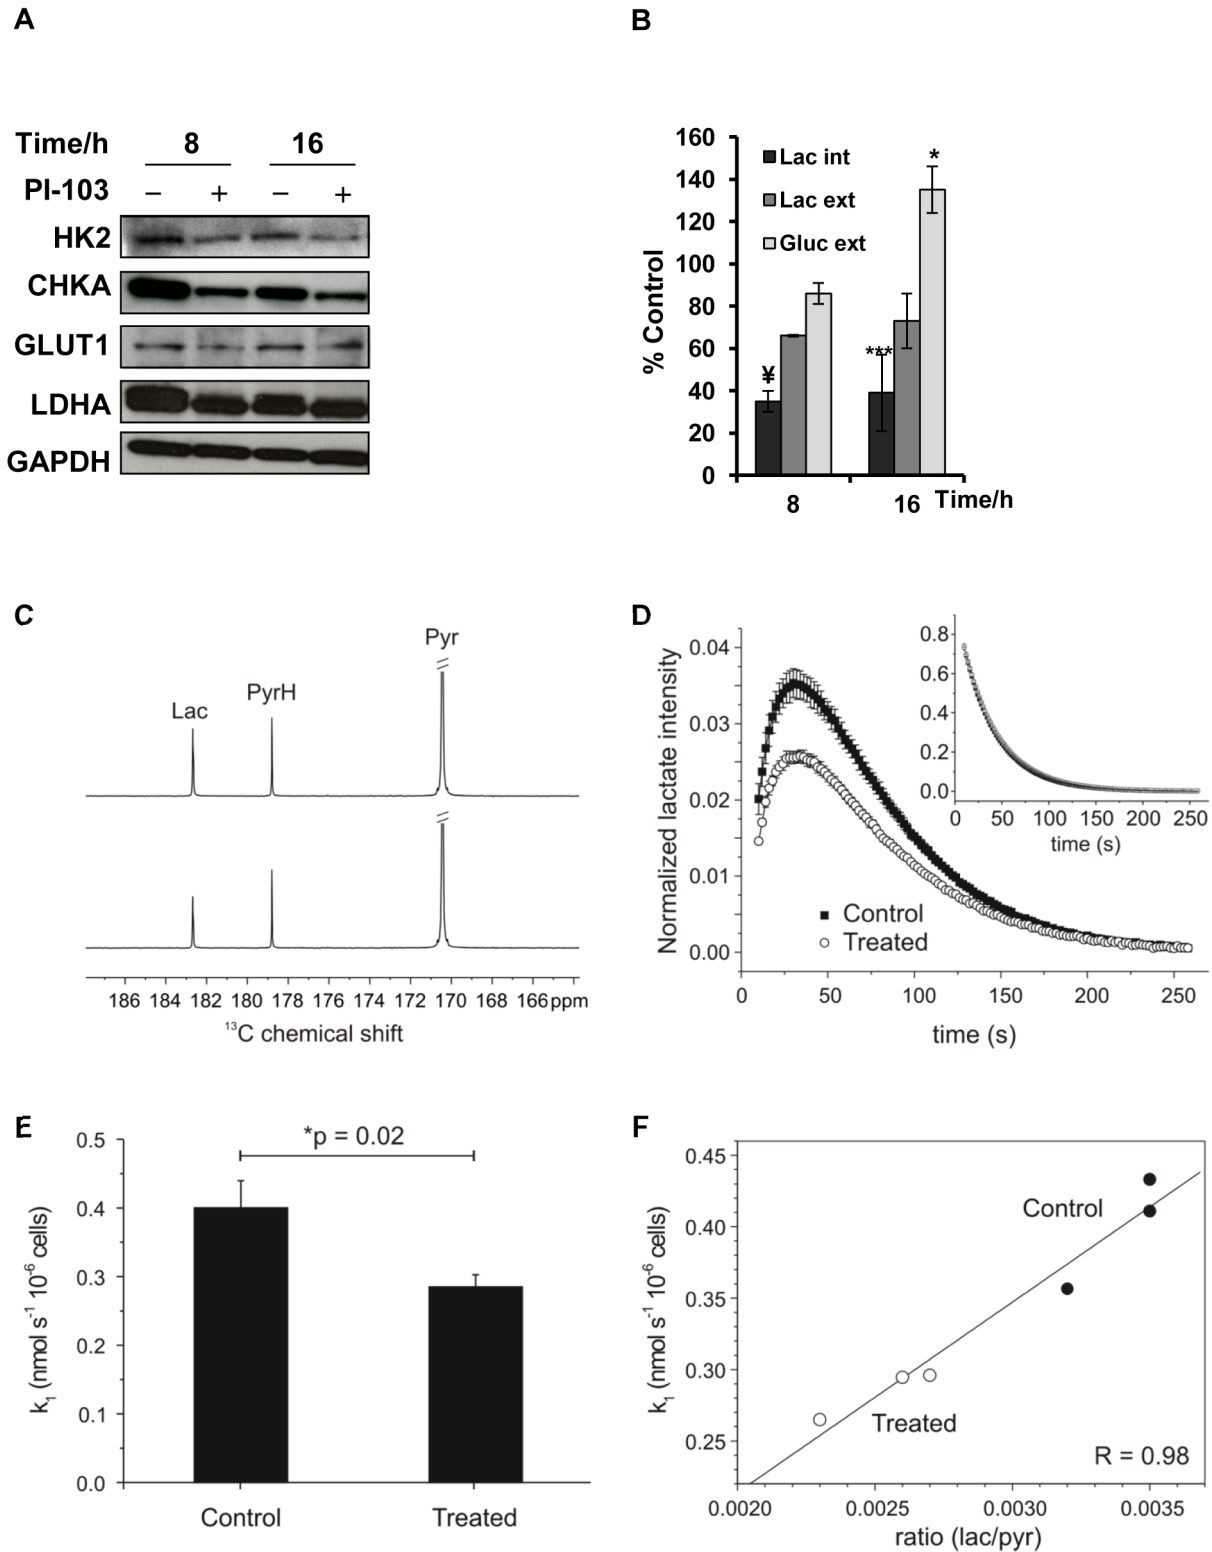 A
Time/h 8 16
PI-103 − + − +
HK2
CHKA
GLUT1
LDHA
GAPDH
B
% Control
160
140
120
100
80
60
40
20
0
Lac int
Lac ext
Gluc ext
¥
***
*
8 16 Time/h
C
Lac PyrH Pyr
186 184 182 180 178 176 174 172 170 168 166 ppm
¹³C chemical shift
D
Normalized lactate intensity
0.04
0.03
0.02
0.01
0.00
Control
Treated
0 50 100 150 200 250
time (s)
0.8
0.6
0.4
0.2
0.0
0 50 100 150 200 250
time (s)
E
k₁ (nmol s⁻¹ 10⁻⁶ cells)
0.5
0.4
0.3
0.2
0.1
0.0
*p = 0.02
Control Treated
F
k₁ (nmol s⁻¹ 10⁻⁶ cells)
0.45
0.40
0.35
0.30
0.25
Control
Treated
R = 0.98
0.0020 0.0025 0.0030 0.0035
ratio (lac/pyr)